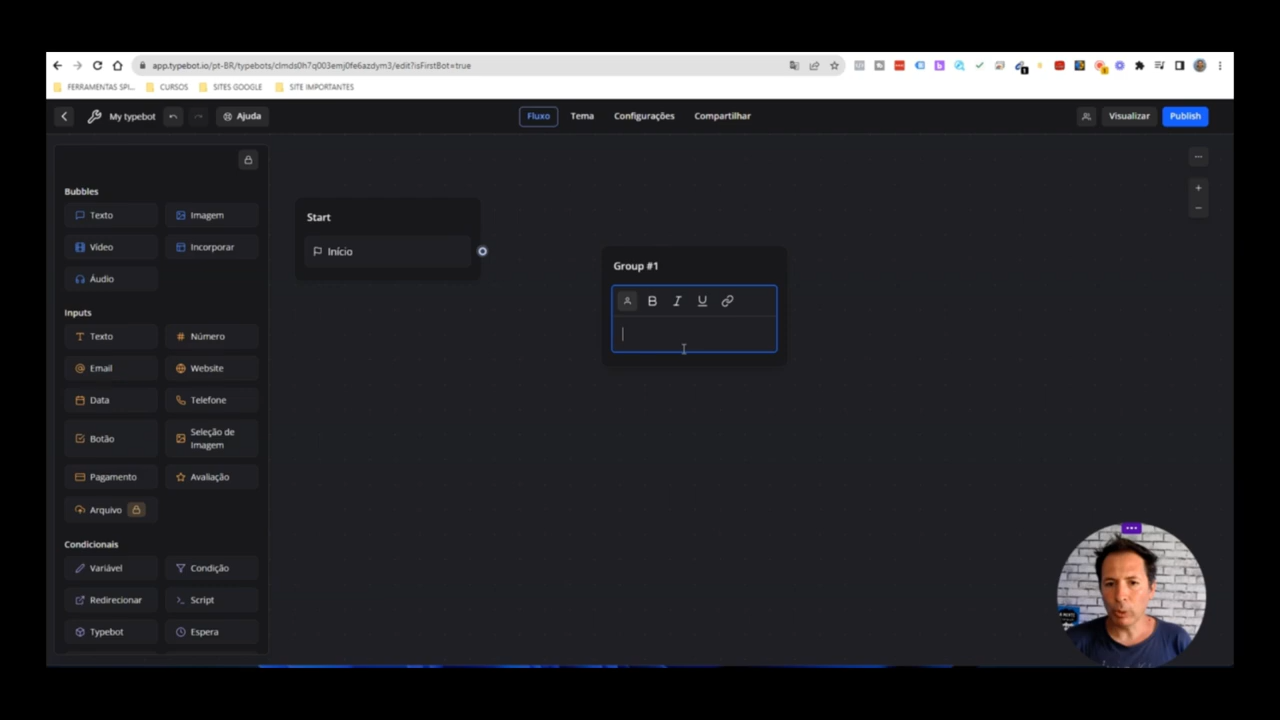 app.typebot.io/pt-BR/typebots/clmds0h7q003emj0fe6azdym3/edit?isFirstBot=true
FERRAMENTAS SPI... CURSOS SITES GOOGLE SITE IMPORTANTES
My typebot Ajuda Fluxo Tema Configurações Compartilhar Visualizar Publish
Bubbles
Texto Imagem
Vídeo Incorporar
Áudio
Inputs
Texto Número
Email Website
Data Telefone
Botão Seleção de
Imagem
Pagamento Avaliação
Arquivo
Condicionais
Variável Condição
Redirecionar Script
Typebot Espera
Start
Início
Group #1
B I U